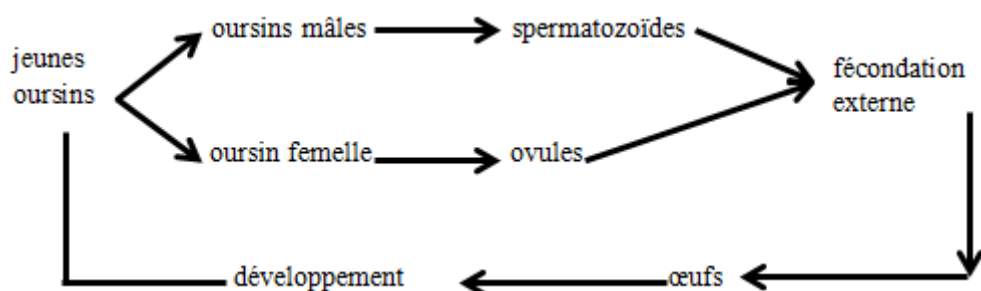 oursins mâles
spermatozoïdes
jeunes
oursins
fécondation
externe
oursin femelle
ovules
développement
œufs